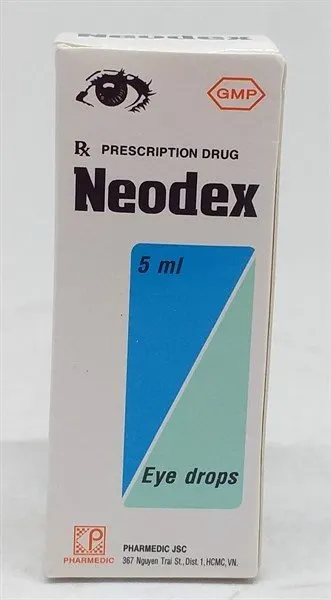 GMP
Rx PRESCRIPTION DRUG
Neodex
5 ml
Eye drops
PHARMEDIC
PHARMEDIC JSC
367 Nguyen Trai St., Dist. 1, HCMC, VN.